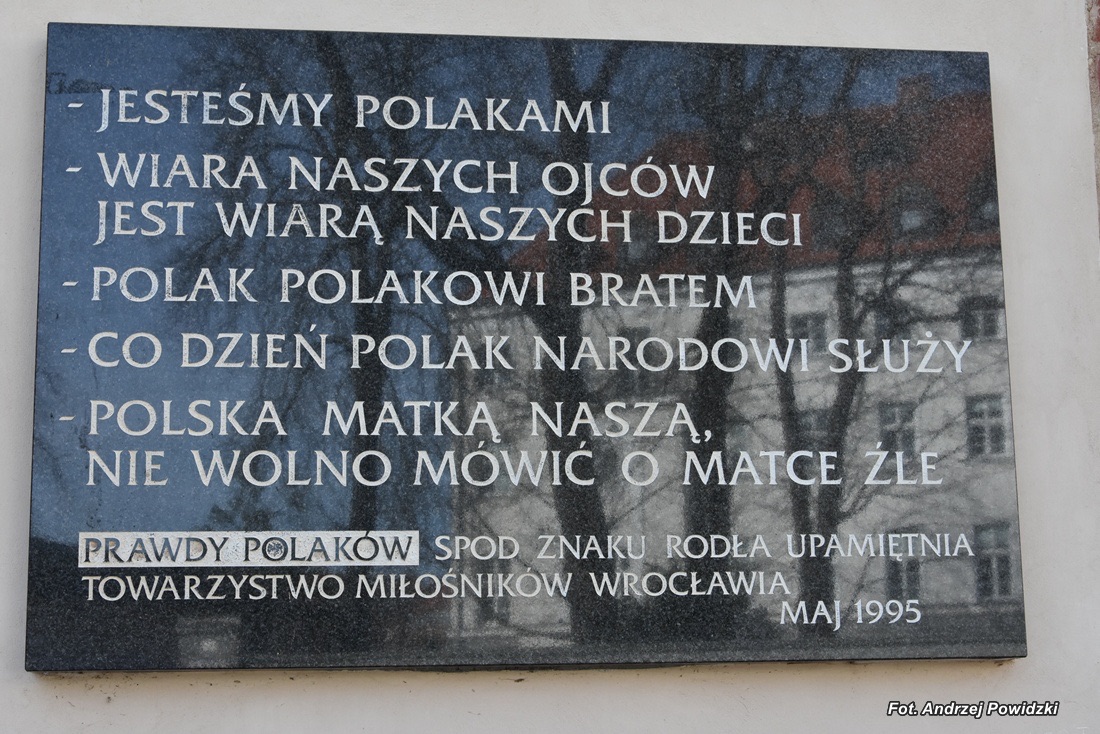 - JESTEŚMY POLAKAMI
- WIARA NASZYCH OJCÓW
JEST WIARĄ NASZYCH DZIECI
- POLAK POLAKOWI BRATEM
- CO DZIEŃ POLAK NARODOWI SŁUŻY
- POLSKA MATKĄ NASZĄ,
NIE WOLNO MÓWIĆ O MATCE ŹLE
PRAWDY POLAKÓW SPOD ZNAKU RODŁA UPAMIĘTNIA
TOWARZYSTWO MIŁOŚNIKÓW WROCŁAWIA
MAJ 1995
Fot. Andrzej Powidzki